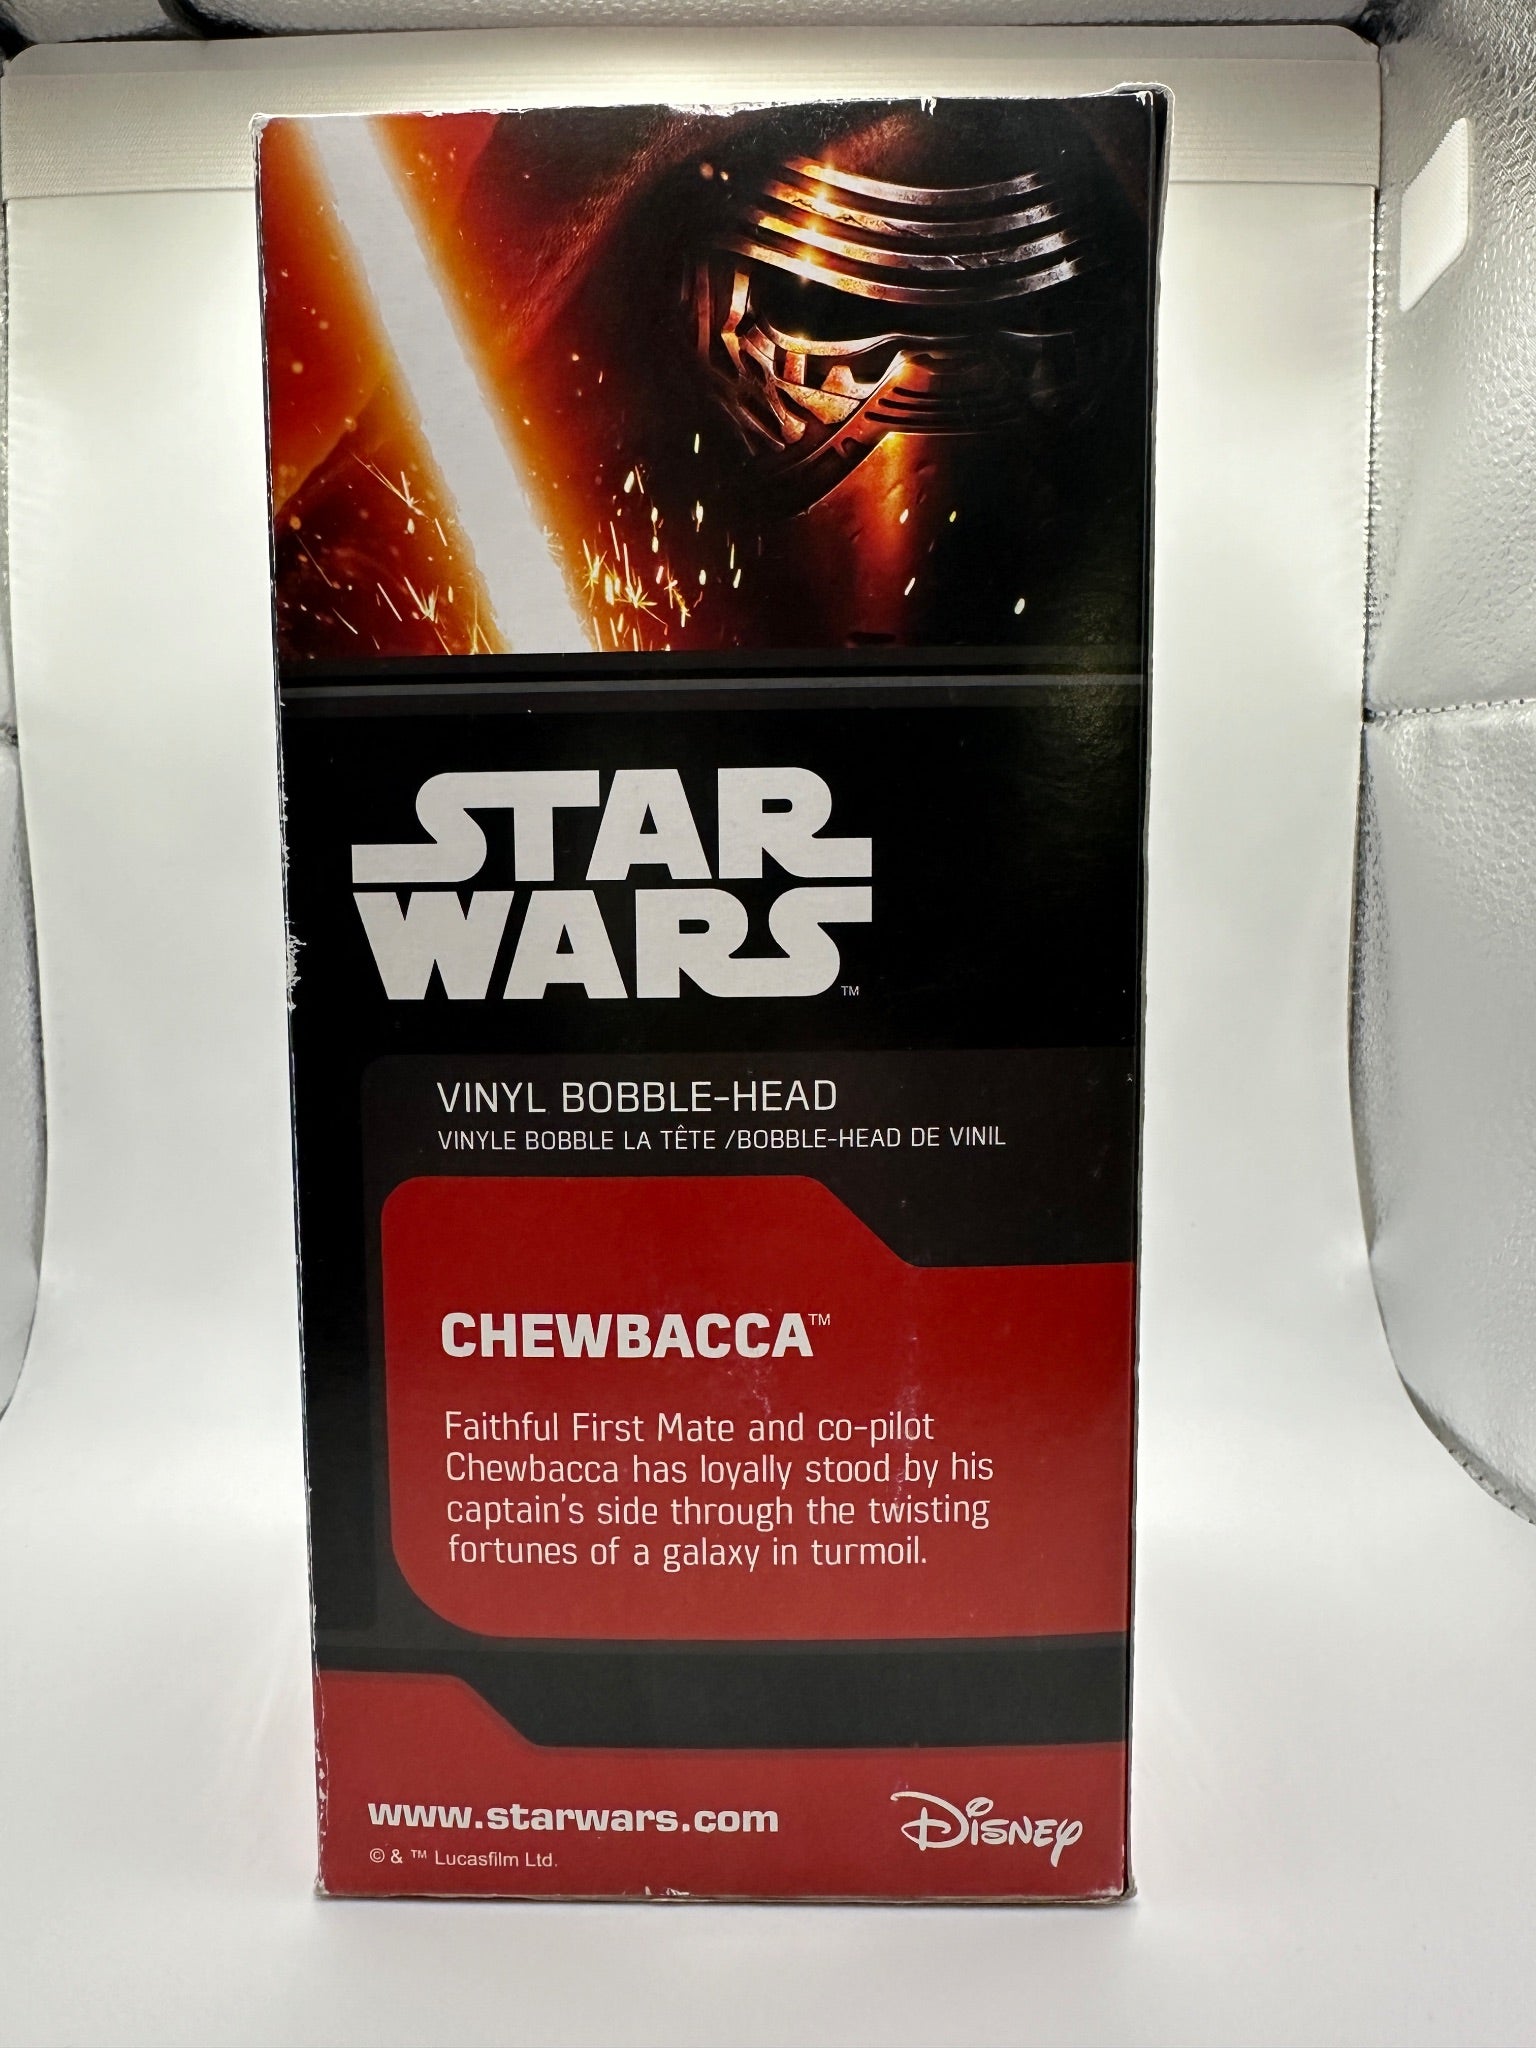 STAR
WARS™
VINYL BOBBLE-HEAD
VINYLE BOBBLE LA TÊTE /BOBBLE-HEAD DE VINIL
CHEWBACCA™
Faithful First Mate and co-pilot
Chewbacca has loyally stood by his
captain's side through the twisting
fortunes of a galaxy in turmoil.
www.starwars.com
© & ™ Lucasfilm Ltd.
Disney